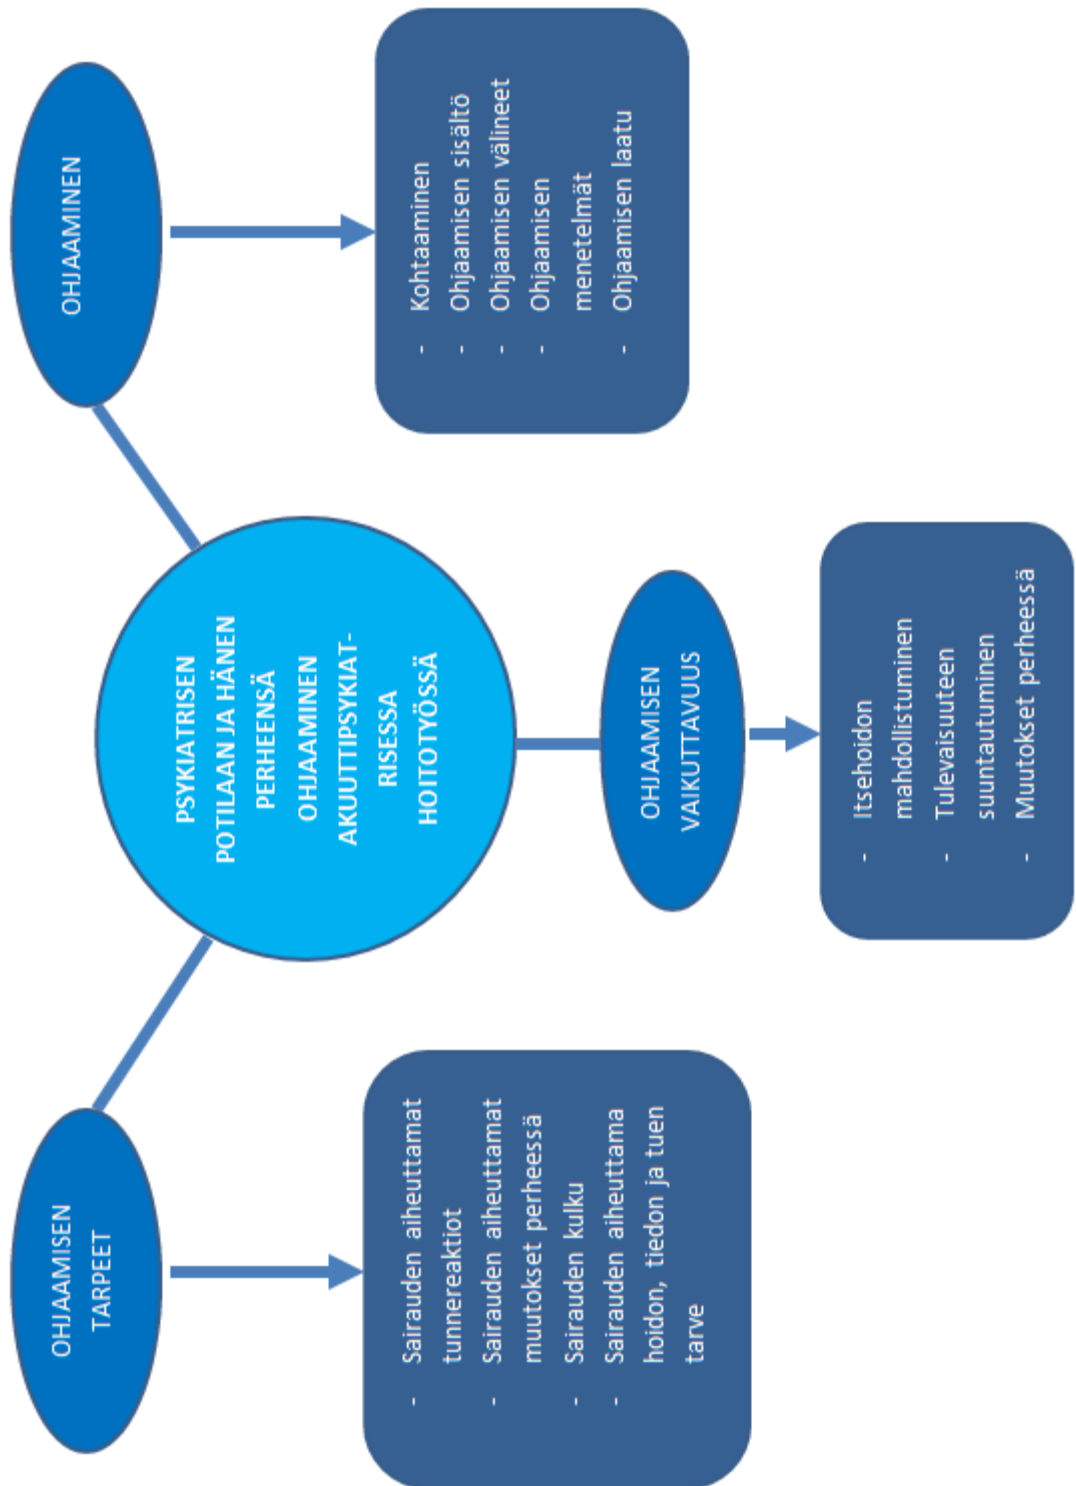 OHJAAMISEN
TARPEET
- Sairauden aiheuttamat
tunnereaktiot
- Sairauden aiheuttamat
muutokset perheessä
- Sairauden kulku
- Sairauden aiheuttama
hoidon, tiedon ja tuen
tarve
PSYKIATRISEN
POTILAAN JA HÄNEN
PERHEENSÄ
OHJAAMINEN
AKUUTTIPSYKIAT-
RISESSA
HOITOTYÖSSÄ
OHJAAMISEN
VAIKUTTAVUUS
- Itsehoidon
mahdollistuminen
- Tulevaisuuteen
suuntautuminen
- Muutokset perheessä
OHJAAMINEN
- Kohtaaminen
- Ohjaamisen sisältö
- Ohjaamisen välineet
- Ohjaamisen
menetelmät
- Ohjaamisen laatu